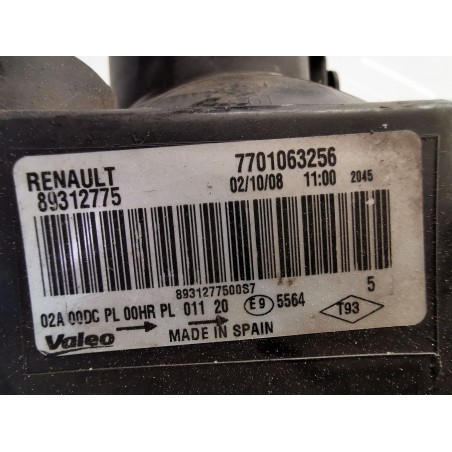 RENAULT 7701063256
89312775 02/10/08 11:00 2045
8931277500S7 5
02A 00DC PL 00HR PL 011 20 E9 5564 T93
Valeo MADE IN SPAIN